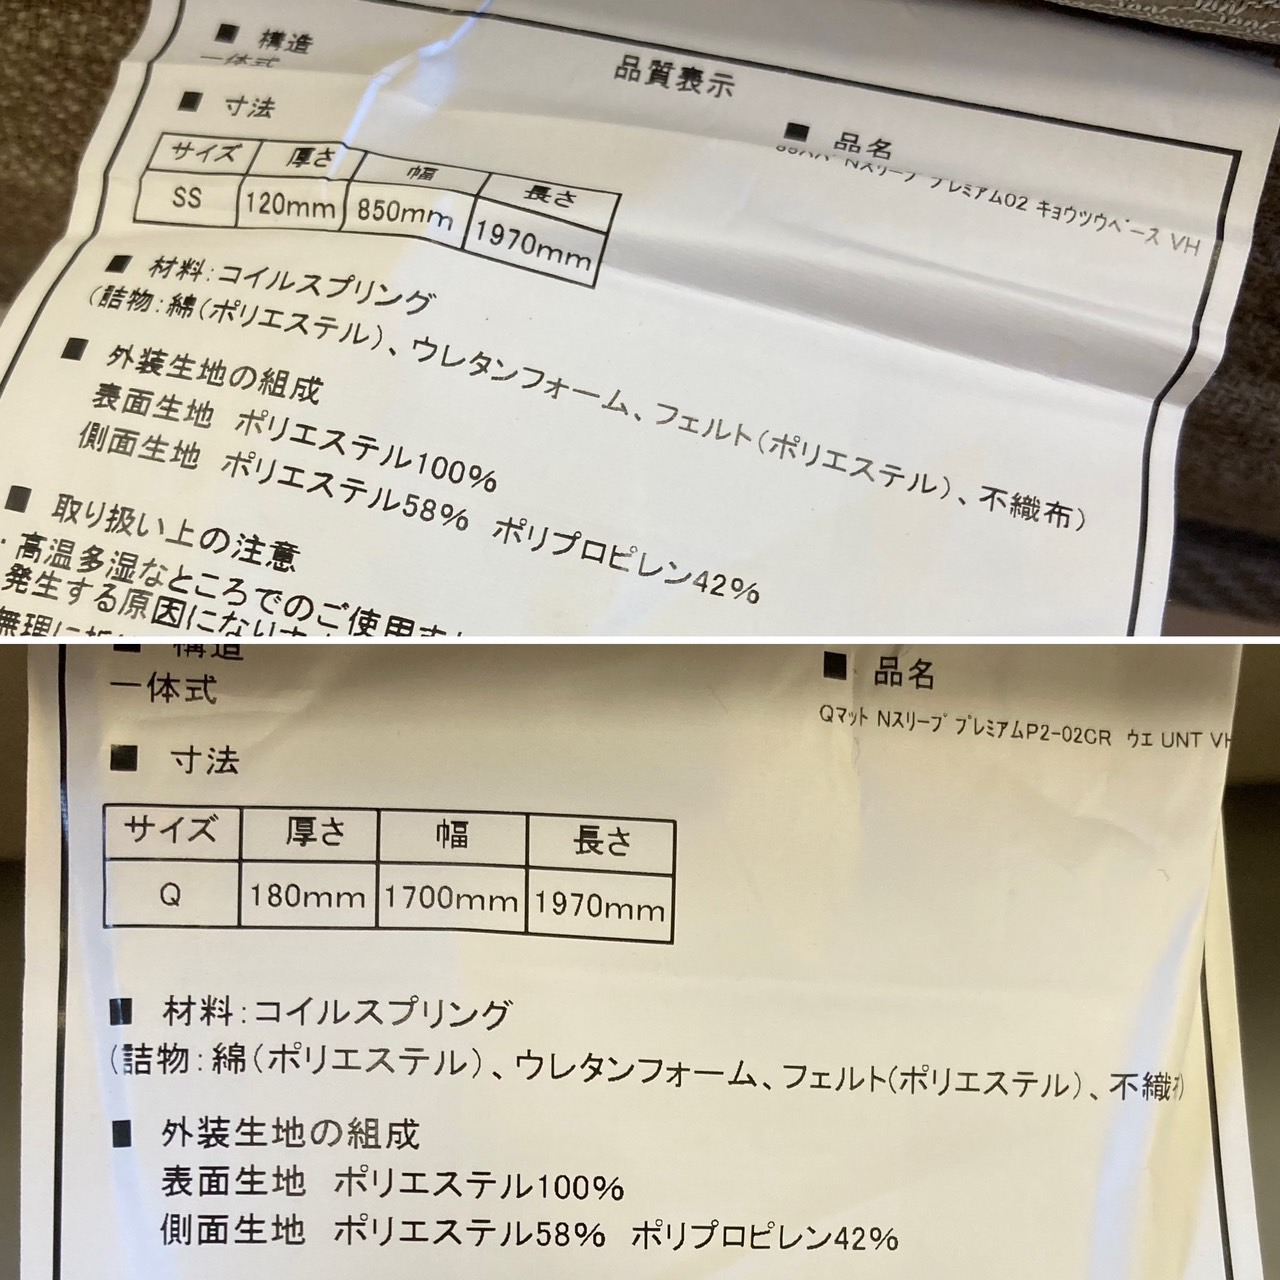 ■ 構造
一体式
品質表示
■ 寸法
■ 品名
Nスリープ プレミアム02 キョウツウベース VH
サイズ 厚さ 幅 長さ
SS 120mm 850mm 1970mm
■ 材料:コイルスプリング
(詰物:綿(ポリエステル)、ウレタンフォーム、フェルト(ポリエステル)、不織布)
■ 外装生地の組成
表面生地 ポリエステル100%
側面生地 ポリエステル58% ポリプロピレン42%
■ 取り扱い上の注意
・高温多湿なところでのご使用
発生する原因になります
無理に
■ 構造
一体式
■ 品名
Qマット Nスリープ プレミアムP2-02CR ウエ UNT VH
■ 寸法
サイズ 厚さ 幅 長さ
Q 180mm 1700mm 1970mm
■ 材料:コイルスプリング
(詰物:綿(ポリエステル)、ウレタンフォーム、フェルト(ポリエステル)、不織布)
■ 外装生地の組成
表面生地 ポリエステル100%
側面生地 ポリエステル58% ポリプロピレン42%